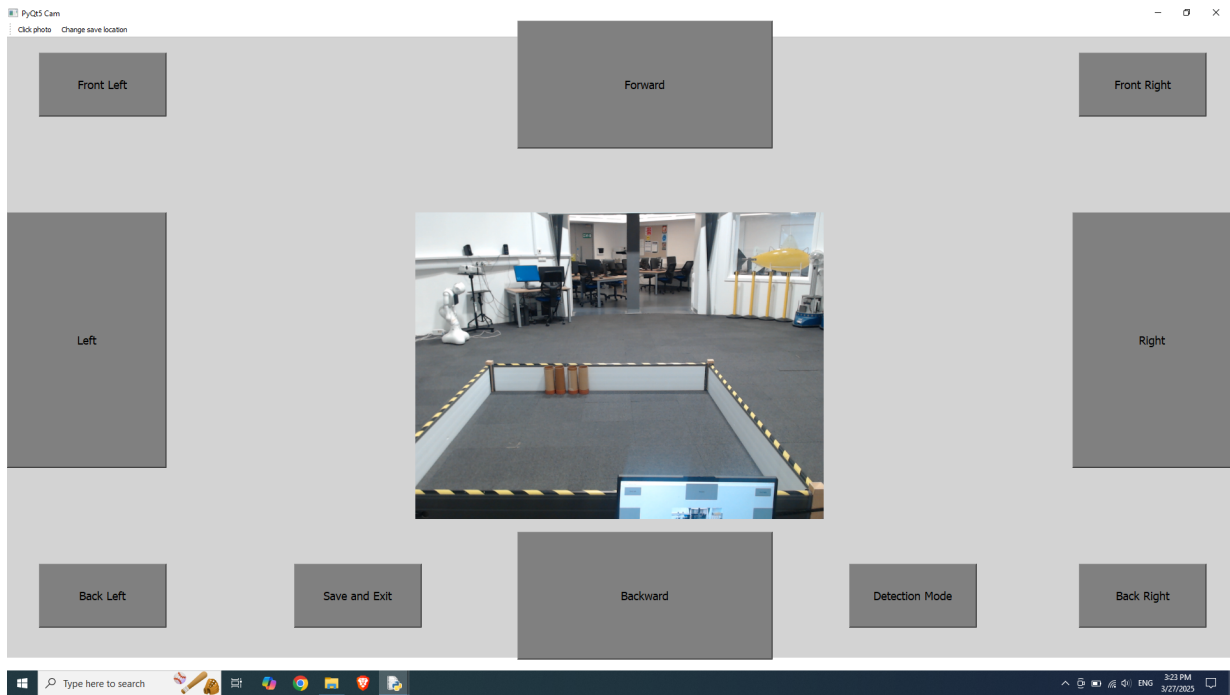 PyQt5 Cam
Click photo Change save location
Front Left
Forward
Front Right
Left
Right
Back Left
Save and Exit
Backward
Detection Mode
Back Right
Type here to search
ENG
3:23 PM
3/27/2025